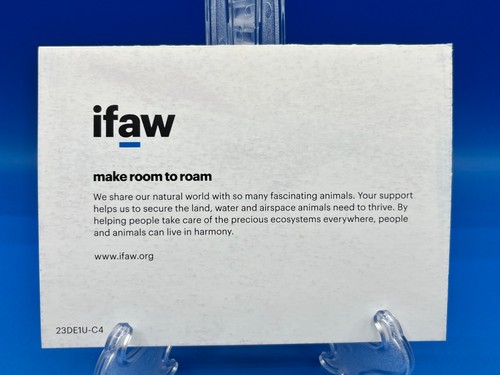 ifaw
make room to roam
We share our natural world with so many fascinating animals. Your support
helps us to secure the land, water and airspace animals need to thrive. By
helping people take care of the precious ecosystems everywhere, people
and animals can live in harmony.
www.ifaw.org
23DE1U-C4